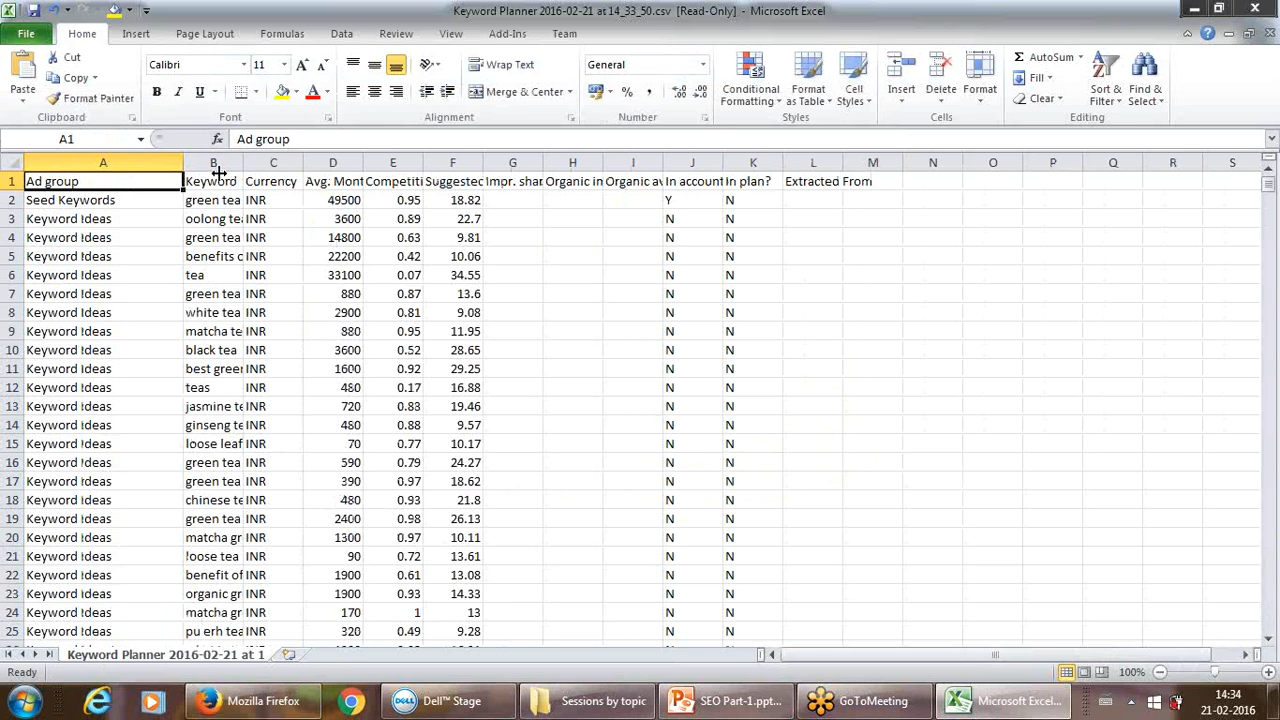 Keyword Planner 2016-02-21 at 14_33_50.csv [Read-Only] - Microsoft Excel
File Home Insert Page Layout Formulas Data Review View Add-Ins Team
Paste Cut Copy Format Painter Clipboard
Calibri 11 B I U A A A Font
Wrap Text Merge & Center Alignment
General % , Number
Conditional Formatting Format as Table Cell Styles Styles
Insert Delete Format Cells
AutoSum Fill Clear Sort & Filter Find & Select Editing
A1 fx Ad group
A B C D E F G H I J K L M N O P Q R S
1 Ad group Keyword Currency Avg. Mont Competiti Suggested Impr. shar Organic in Organic av In account In plan? Extracted From
2 Seed Keywords green tea INR 49500 0.95 18.82 Y N
3 Keyword Ideas oolong tea INR 3600 0.89 22.7 N N
4 Keyword Ideas green tea INR 14800 0.63 9.81 N N
5 Keyword Ideas benefits o INR 22200 0.42 10.06 N N
6 Keyword Ideas tea INR 33100 0.07 34.55 N N
7 Keyword Ideas green tea INR 880 0.87 13.6 N N
8 Keyword Ideas white tea INR 2900 0.81 9.08 N N
9 Keyword Ideas matcha te INR 880 0.95 11.95 N N
10 Keyword Ideas black tea INR 3600 0.52 28.65 N N
11 Keyword Ideas best green INR 1600 0.92 29.25 N N
12 Keyword Ideas teas INR 480 0.17 16.88 N N
13 Keyword Ideas jasmine te INR 720 0.83 19.46 N N
14 Keyword Ideas ginseng te INR 480 0.88 9.57 N N
15 Keyword Ideas loose leaf INR 70 0.77 10.17 N N
16 Keyword Ideas green tea INR 590 0.79 24.27 N N
17 Keyword Ideas green tea INR 390 0.97 18.62 N N
18 Keyword Ideas chinese te INR 480 0.93 21.8 N N
19 Keyword Ideas green tea INR 2400 0.98 26.13 N N
20 Keyword Ideas matcha gr INR 1300 0.97 10.11 N N
21 Keyword Ideas loose tea INR 90 0.72 13.61 N N
22 Keyword Ideas benefit of INR 1900 0.61 13.08 N N
23 Keyword Ideas organic gr INR 1900 0.93 14.33 N N
24 Keyword Ideas matcha gr INR 170 1 13 N N
25 Keyword Ideas pu erh tea INR 320 0.49 9.28 N N
Keyword Planner 2016-02-21 at 1
Ready 100%
Mozilla Firefox Dell™ Stage Sessions by topic SEO Part-1.ppt... GoToMeeting Microsoft Exce... 14:34
21-02-2016